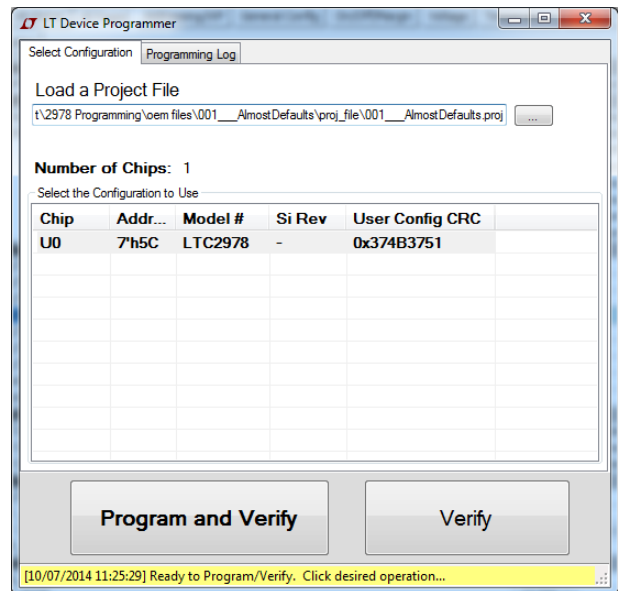 LT Device Programmer
Select Configuration Programming Log
Load a Project File
t\2978 Programming\oem files\001___AlmostDefaults\proj_file\001___AlmostDefaults.proj ...
Number of Chips: 1
Select the Configuration to Use
Chip Addr... Model # Si Rev User Config CRC
U0 7'h5C LTC2978 - 0x374B3751
Program and Verify Verify
[10/07/2014 11:25:29] Ready to Program/Verify. Click desired operation...